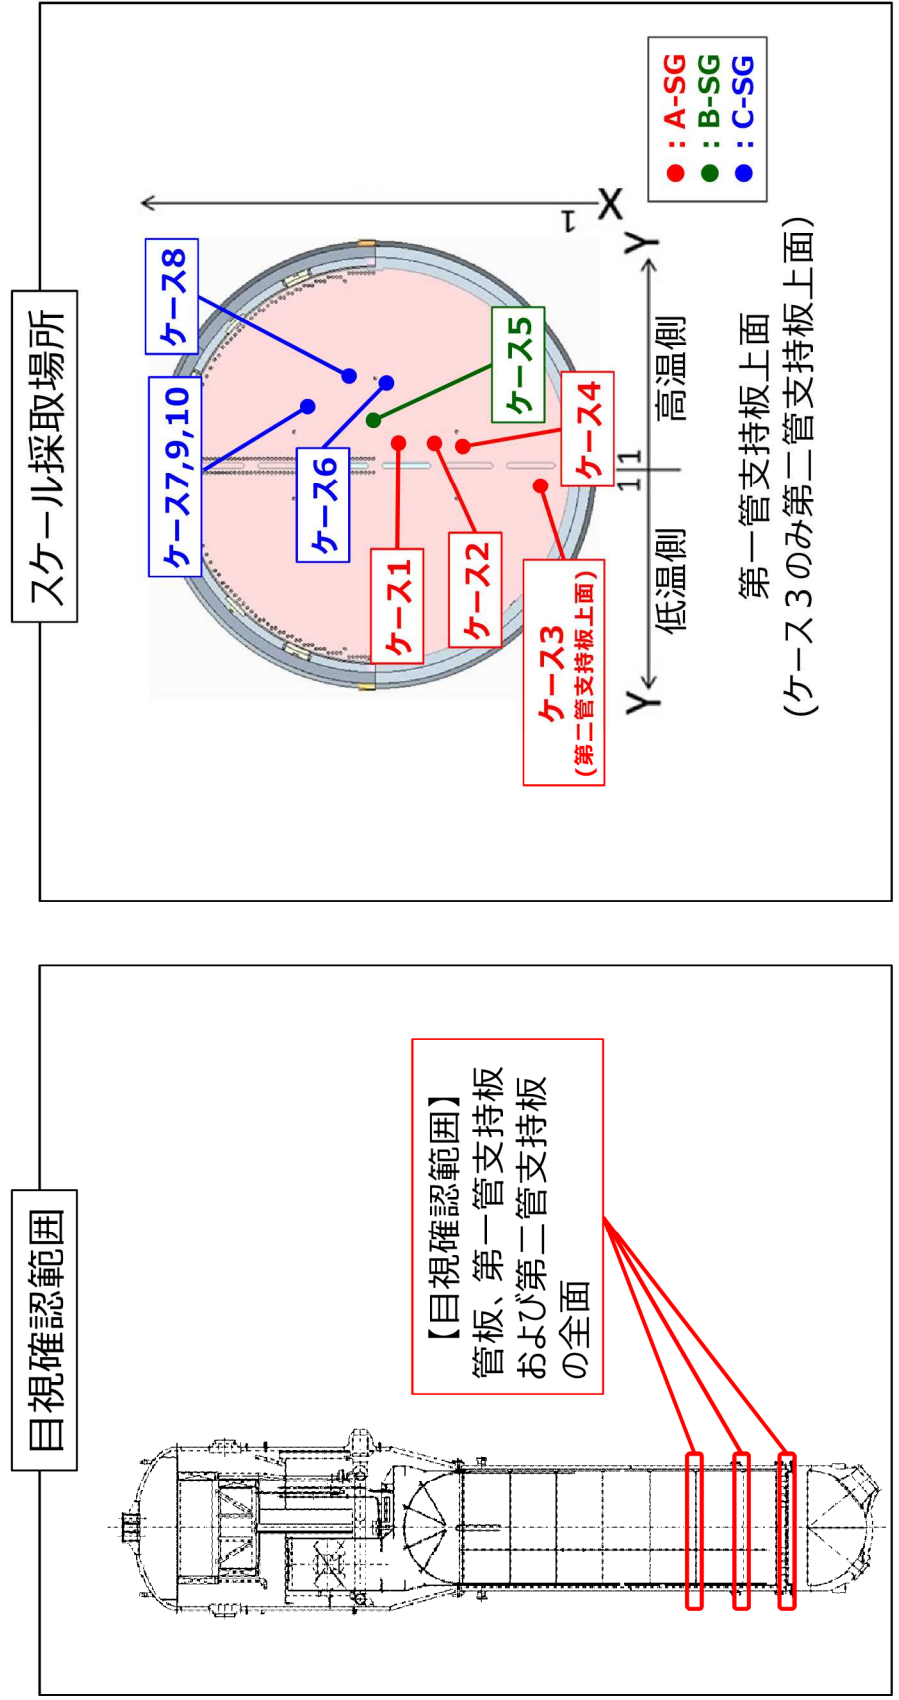 目視確認範囲
【目視確認範囲】
管板、第一管支持板
および第二管支持板
の全面
スケール採取場所
ケース7,9,10
ケース8
ケース6
ケース1
ケース5
ケース2
ケース4
ケース3
(第二管支持板上面)
X
1
Y
1
1
Y
低温側
高温側
第一管支持板上面
(ケース３のみ第二管支持板上面)
●：A-SG
●：B-SG
●：C-SG